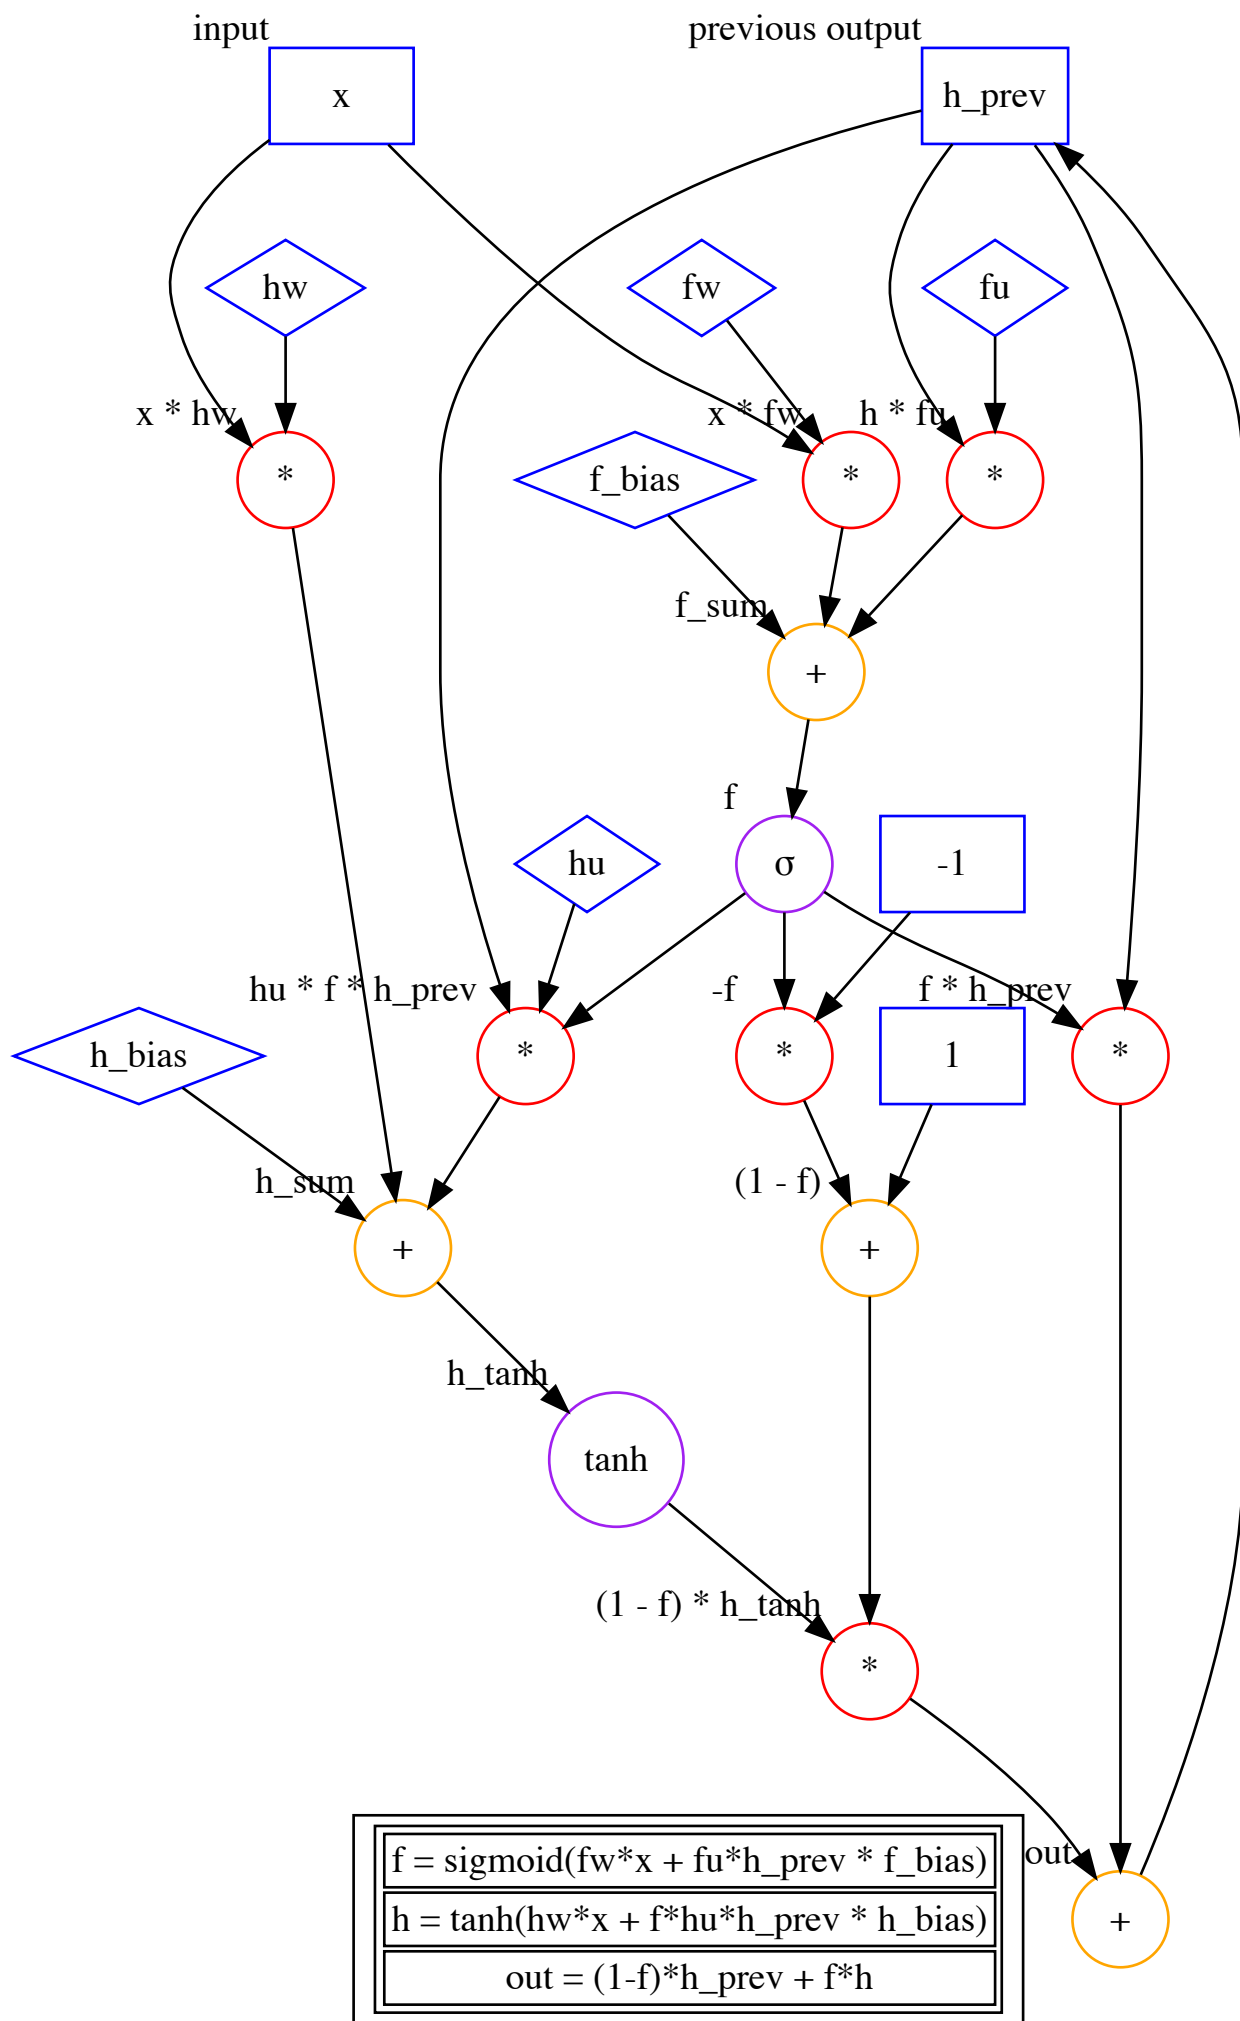 input
previous output
x
h_prev
hw
fw
fu
x * hw
x * fw
h * fu
*
f_bias
*
*
f_sum
+
f
hu
σ
-1
hu * f * h_prev
-f
f * h_prev
h_bias
*
*
1
*
h_sum
(1 - f)
+
+
h_tanh
tanh
(1 - f) * h_tanh
*
out
f = sigmoid(fw*x + fu*h_prev * f_bias)
h = tanh(hw*x + f*hu*h_prev * h_bias)
+
out = (1-f)*h_prev + f*h